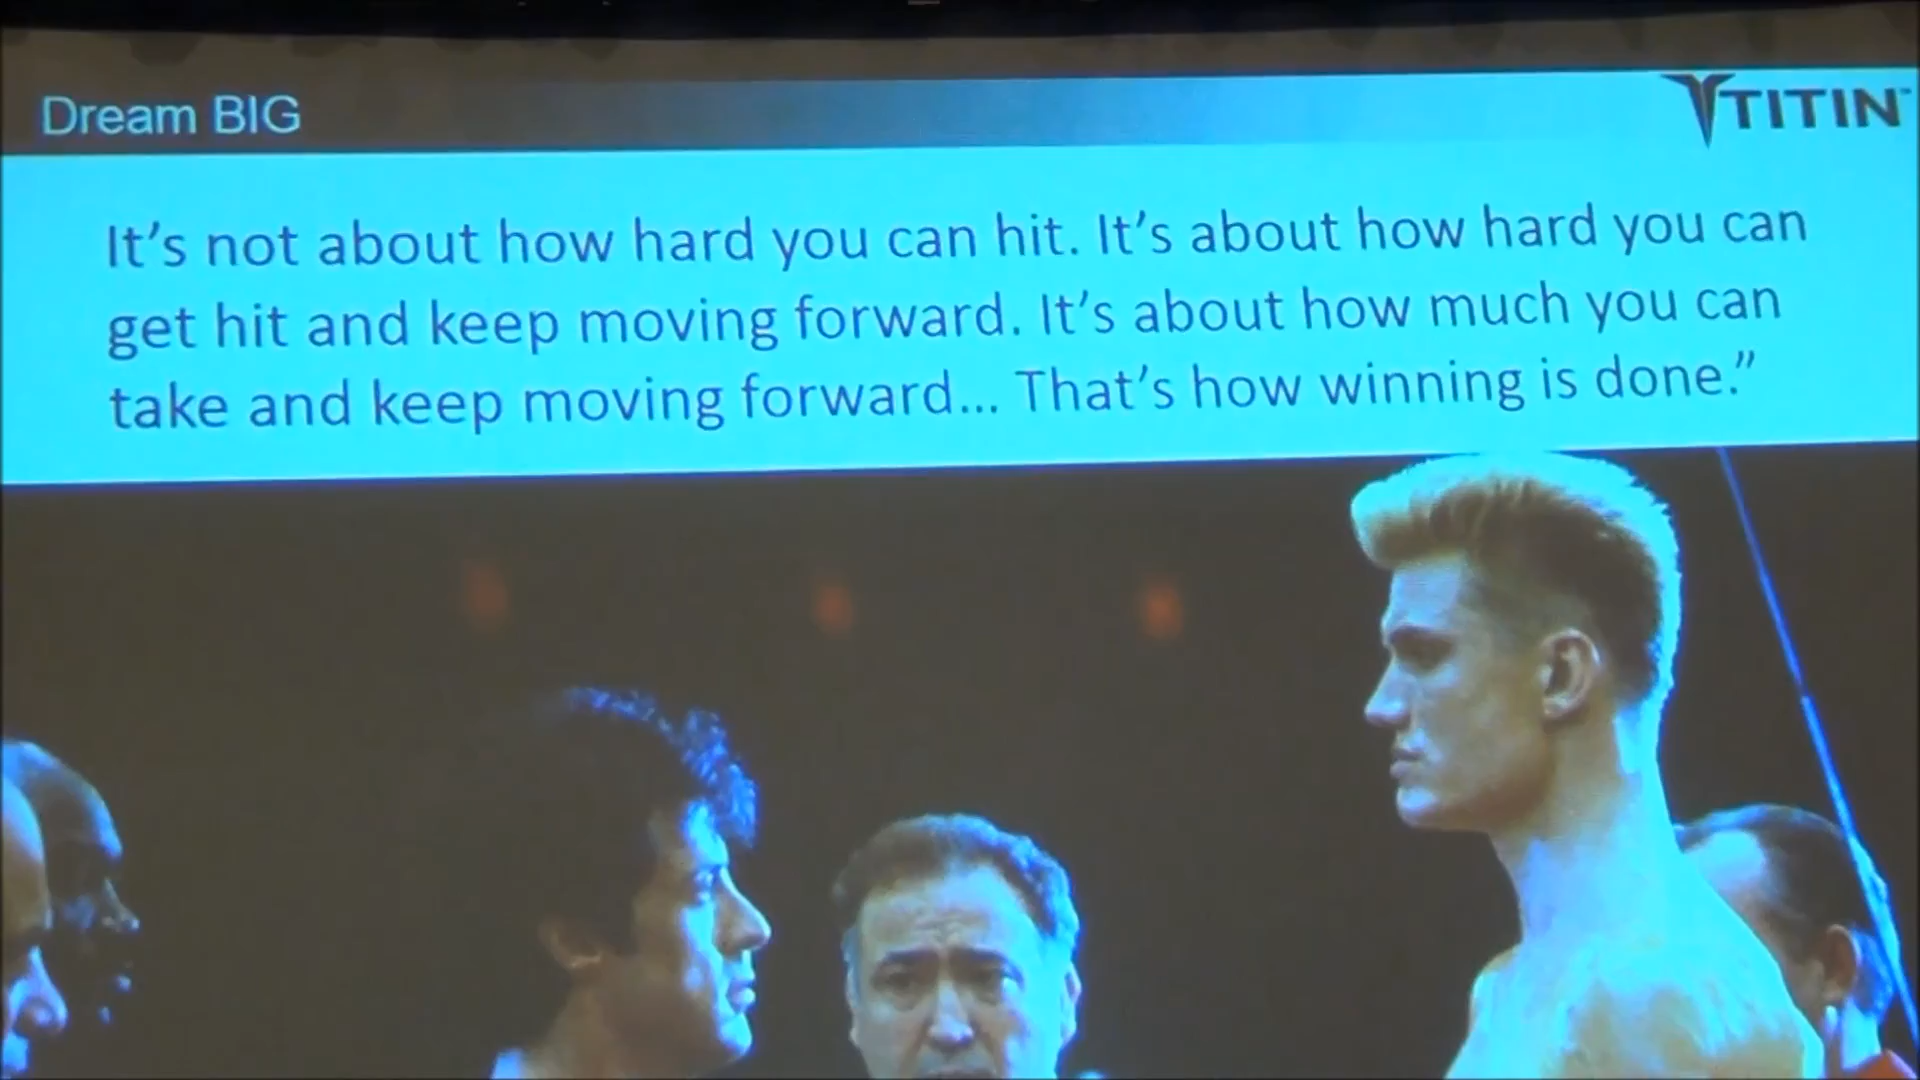 Dream BIG
TITIN™
It’s not about how hard you can hit. It’s about how hard you can
get hit and keep moving forward. It’s about how much you can
take and keep moving forward... That’s how winning is done.”